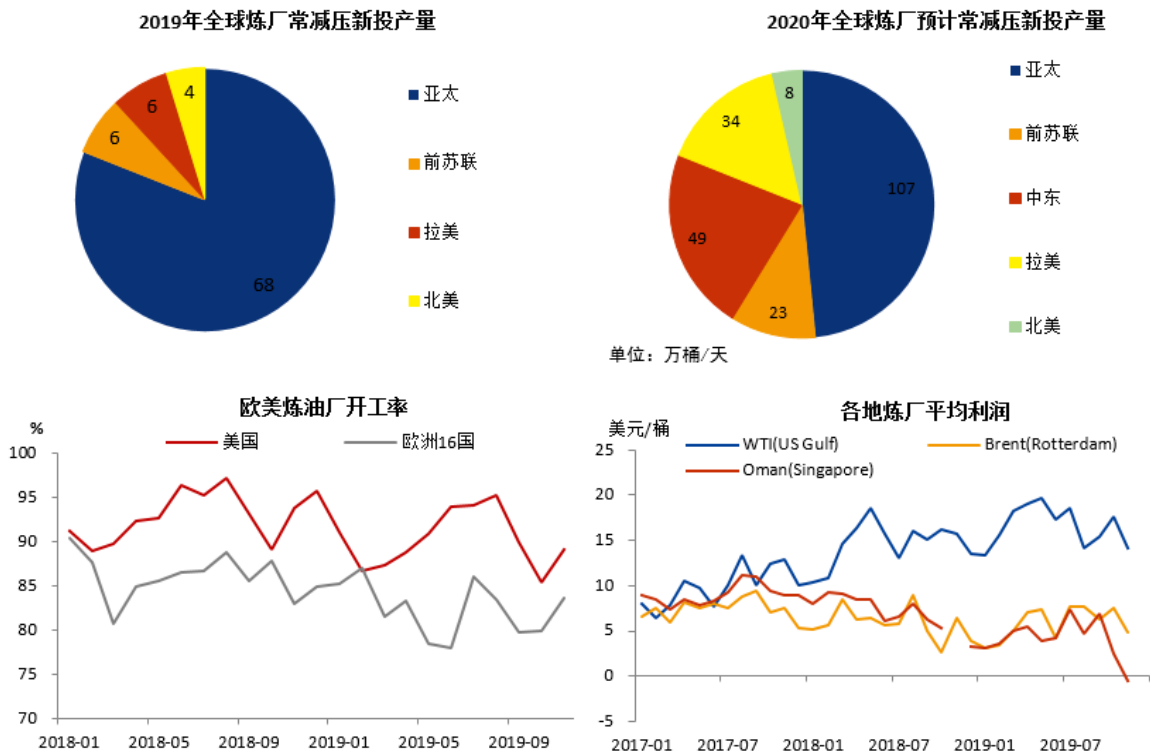 2019年全球炼厂常减压新投产量
68
6
6
4
亚太
前苏联
拉美
北美
2020年全球炼厂预计常减压新投产量
107
23
49
34
8
亚太
前苏联
中东
拉美
北美
单位：万桶/天
欧美炼油厂开工率
%
美国
欧洲16国
100
95
90
85
80
75
70
2018-01
2018-05
2018-09
2019-01
2019-05
2019-09
各地炼厂平均利润
美元/桶
WTI(US Gulf)
Brent(Rotterdam)
Oman(Singapore)
25
20
15
10
5
0
-5
2017-01
2017-07
2018-01
2018-07
2019-01
2019-07